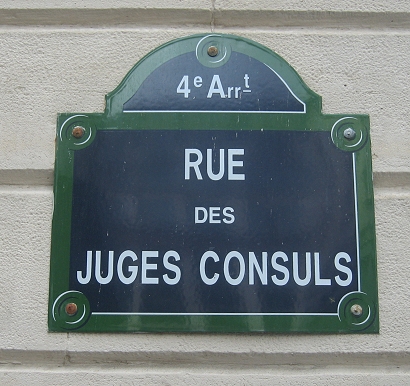 4e Arrt
RUE
DES
JUGES CONSULS